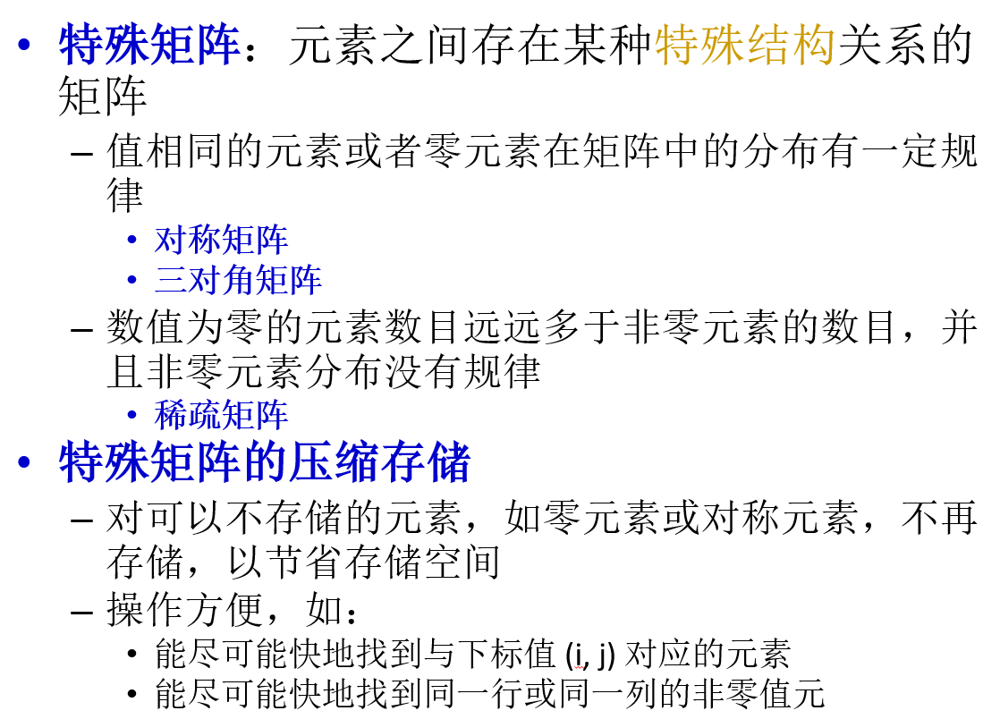 • 特殊矩阵：元素之间存在某种特殊结构关系的
矩阵
– 值相同的元素或者零元素在矩阵中的分布有一定规
律
• 对称矩阵
• 三对角矩阵
– 数值为零的元素数目远远多于非零元素的数目，并
且非零元素分布没有规律
• 稀疏矩阵
• 特殊矩阵的压缩存储
– 对可以不存储的元素，如零元素或对称元素，不再
存储，以节省存储空间
– 操作方便，如：
• 能尽可能快地找到与下标值 (i, j) 对应的元素
• 能尽可能快地找到同一行或同一列的非零值元